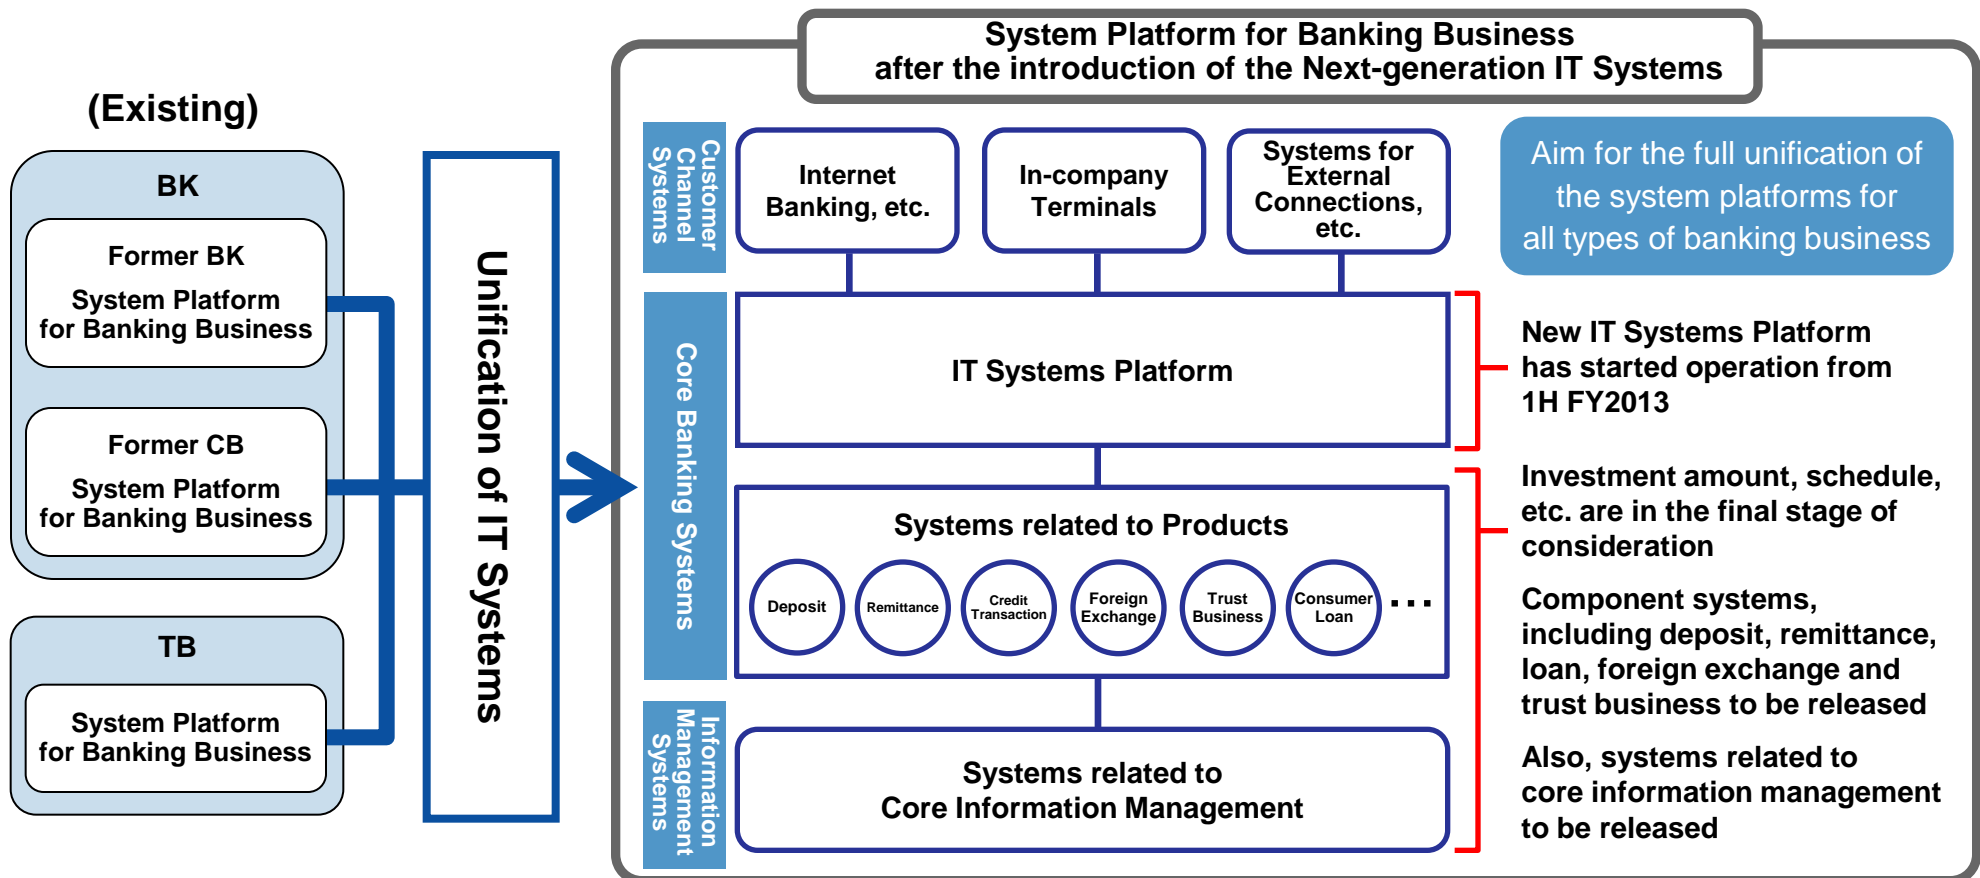 System Platform for Banking Business
after the introduction of the Next-generation IT Systems
(Existing)
BK
Former BK
System Platform
for Banking Business
Former CB
System Platform
for Banking Business
TB
System Platform
for Banking Business
Unification of IT Systems
Customer
Channel
Systems
Internet
Banking, etc.
In-company
Terminals
Systems for
External
Connections,
etc.
Aim for the full unification of
the system platforms for
all types of banking business
Core Banking Systems
IT Systems Platform
New IT Systems Platform
has started operation from
1H FY2013
Systems related to Products
Deposit
Remittance
Credit
Transaction
Foreign
Exchange
Trust
Business
Consumer
Loan
...
Investment amount, schedule,
etc. are in the final stage of
consideration
Component systems,
including deposit, remittance,
loan, foreign exchange and
trust business to be released
Also, systems related to
core information management
to be released
Information
Management
Systems
Systems related to
Core Information Management